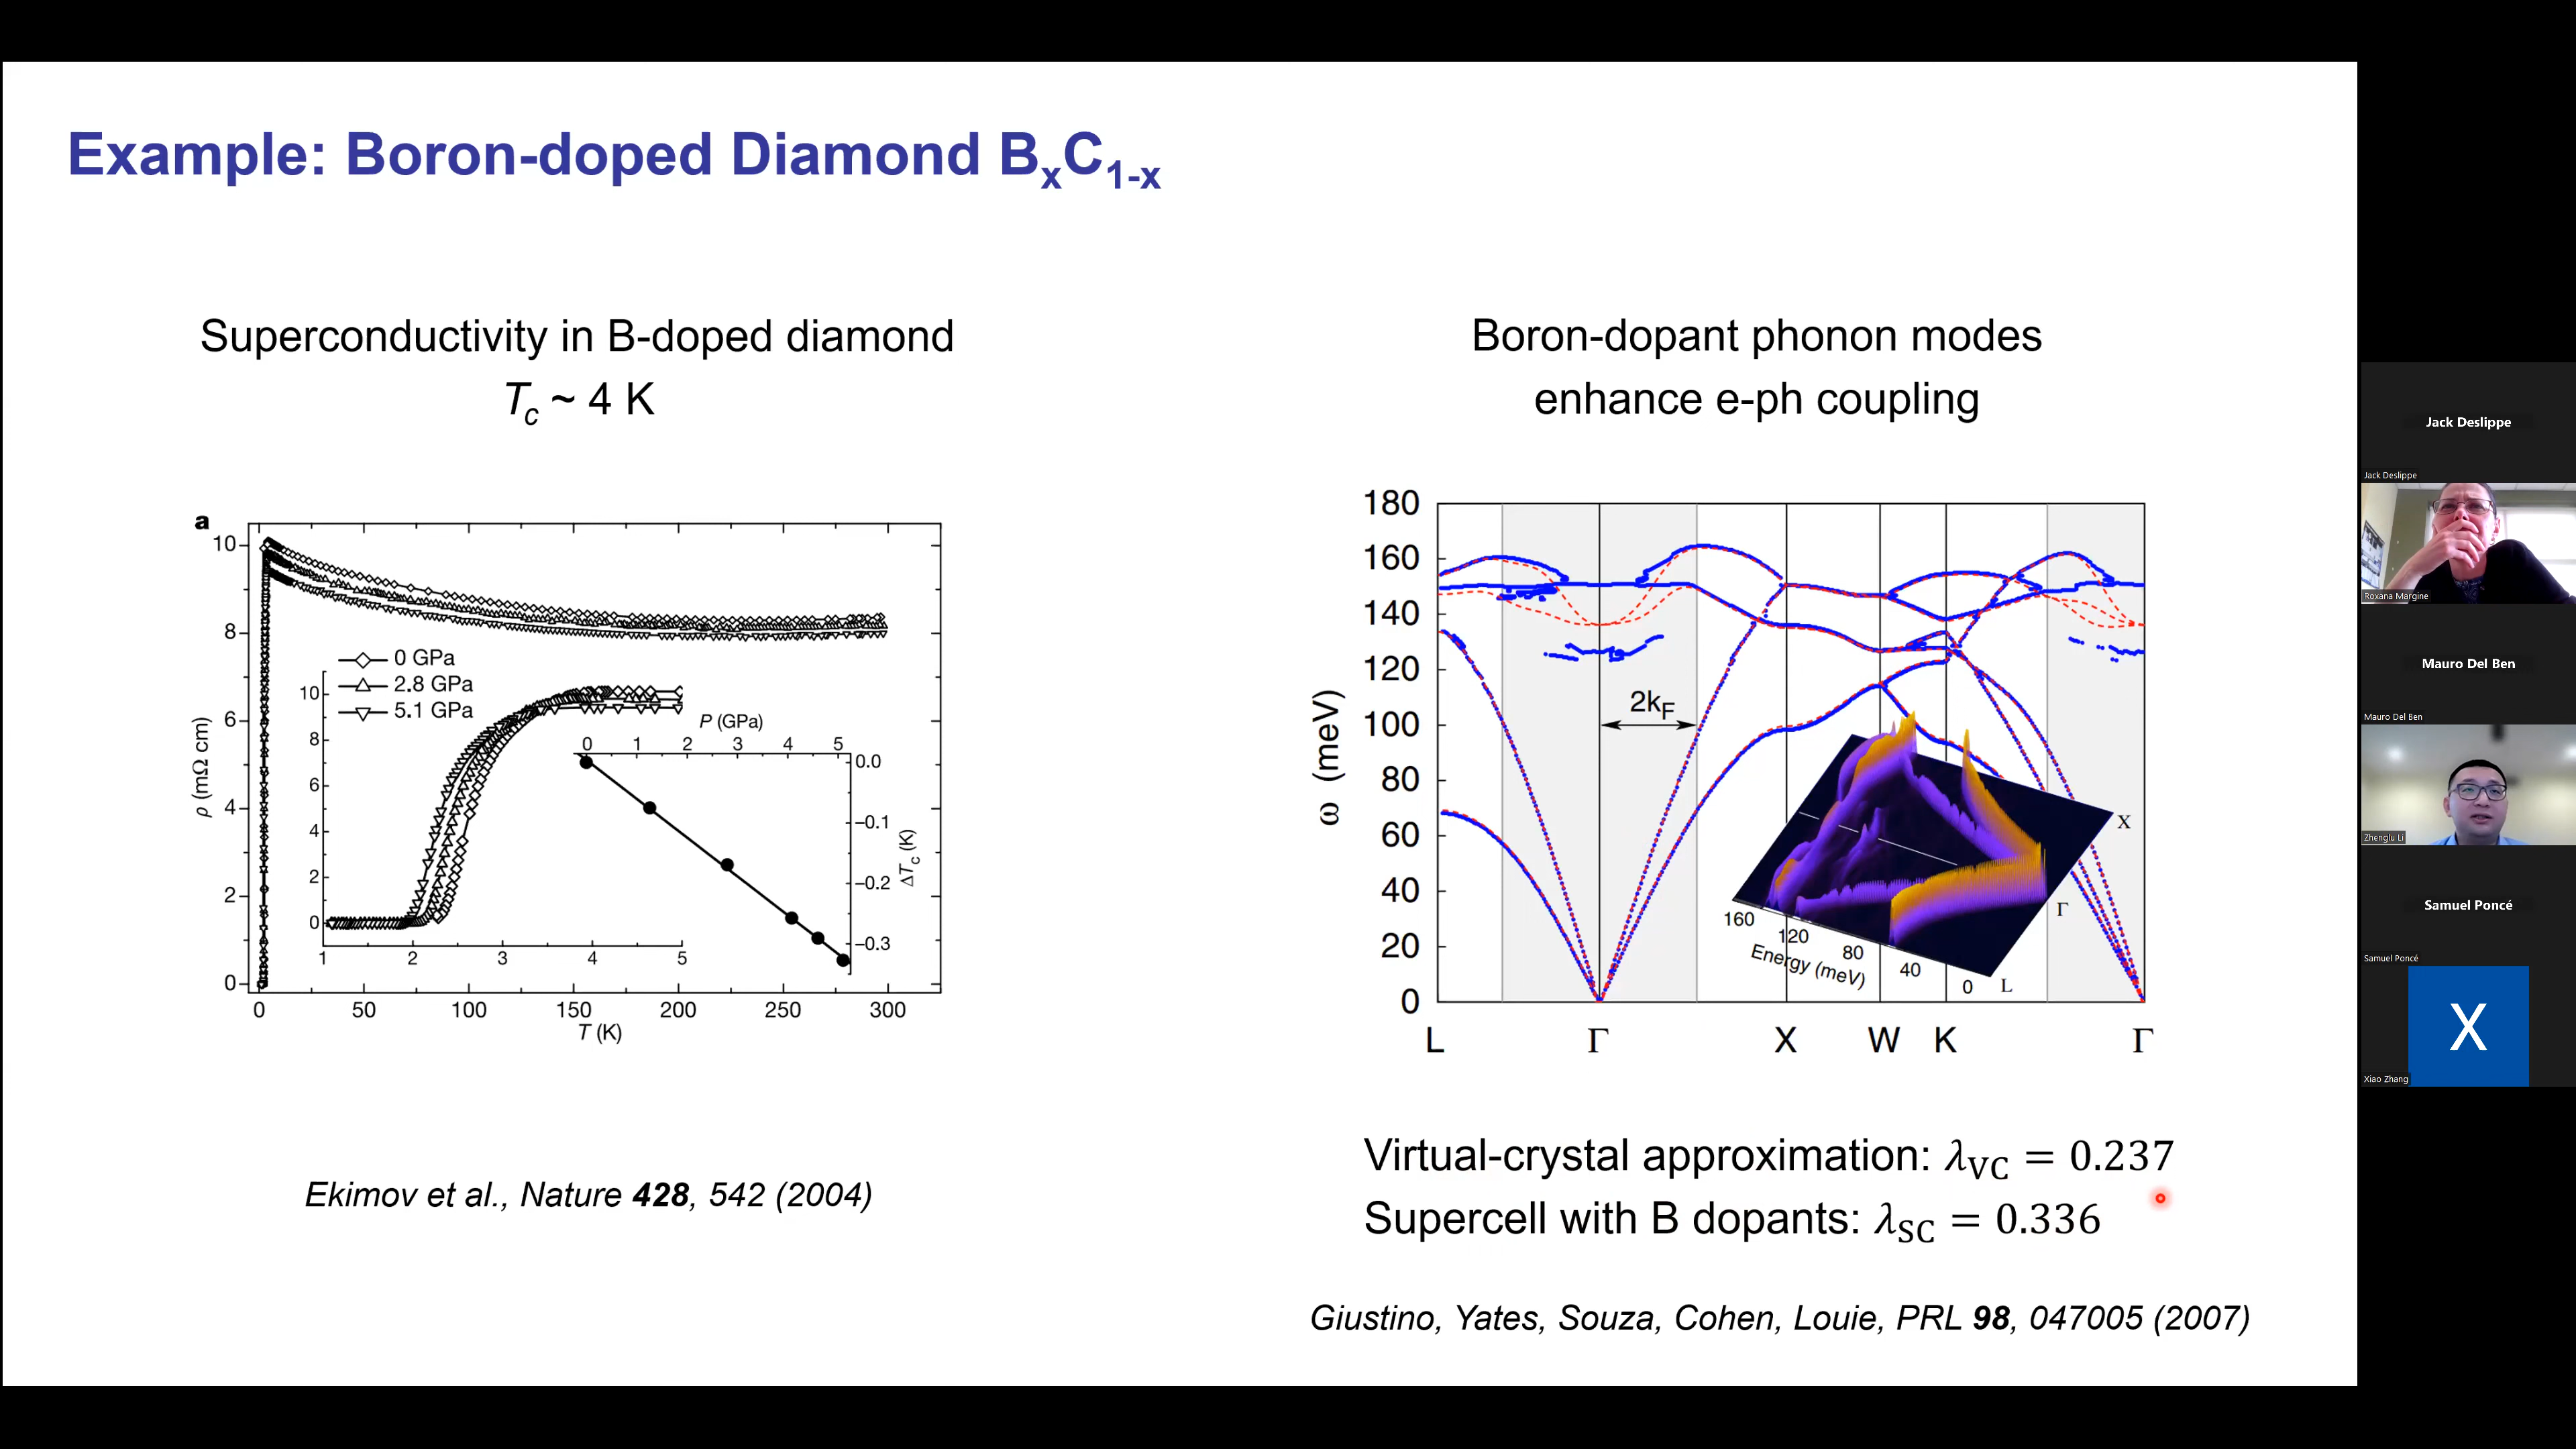 Example: Boron-doped Diamond BxC1-x
Superconductivity in B-doped diamond
Tc ~ 4 K
a
10
8
6
4
2
0
ρ (mΩ cm)
0 GPa
2.8 GPa
5.1 GPa
10
8
6
4
2
0
1 2 3 4 5
P (GPa)
0 1 2 3 4 5
0.0
–0.1
–0.2
–0.3
ΔTc (K)
0 50 100 150 200 250 300
T (K)
Ekimov et al., Nature 428, 542 (2004)
Boron-dopant phonon modes
enhance e-ph coupling
180
160
140
120
100
80
60
40
20
0
ω (meV)
2kF
160 120 80 40 0
Energy (meV)
X
Γ
L
L Γ X W K Γ
Virtual-crystal approximation: λVC = 0.237
Supercell with B dopants: λSC = 0.336
Giustino, Yates, Souza, Cohen, Louie, PRL 98, 047005 (2007)
Jack Deslippe
Jack Deslippe
Roxana Margine
Mauro Del Ben
Mauro Del Ben
Zhenglu Li
Samuel Poncé
Samuel Poncé
X
Xiao Zhang